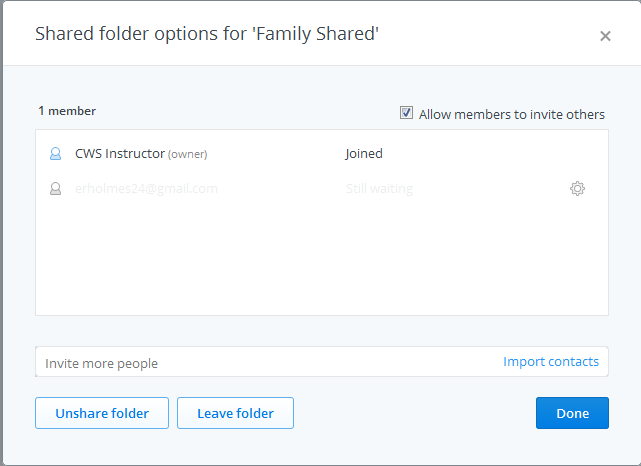 Shared folder options for 'Family Shared'
1 member
Allow members to invite others
CWS Instructor (owner) Joined
erholmes24@gmail.com Still waiting
Invite more people Import contacts
Unshare folder Leave folder Done